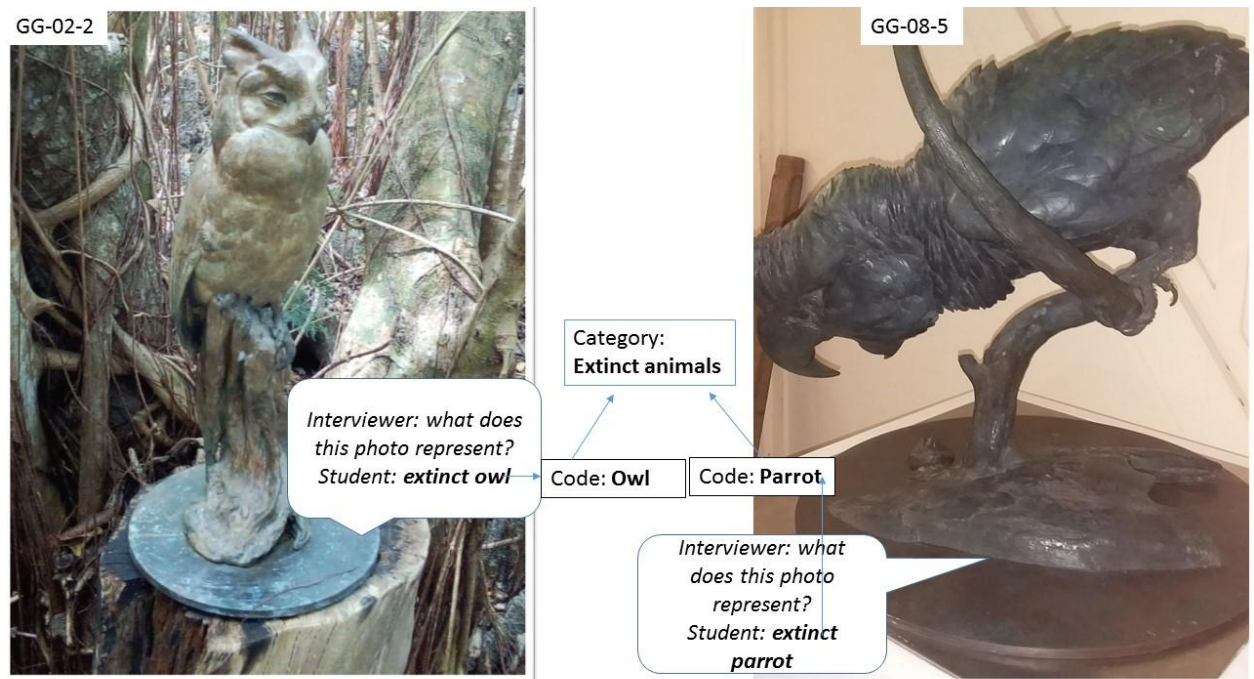 GG-02-2
GG-08-5
Category:
Extinct animals
Interviewer: what does
this photo represent?
Student: extinct owl
Code: Owl
Code: Parrot
Interviewer: what
does this photo
represent?
Student: extinct
parrot